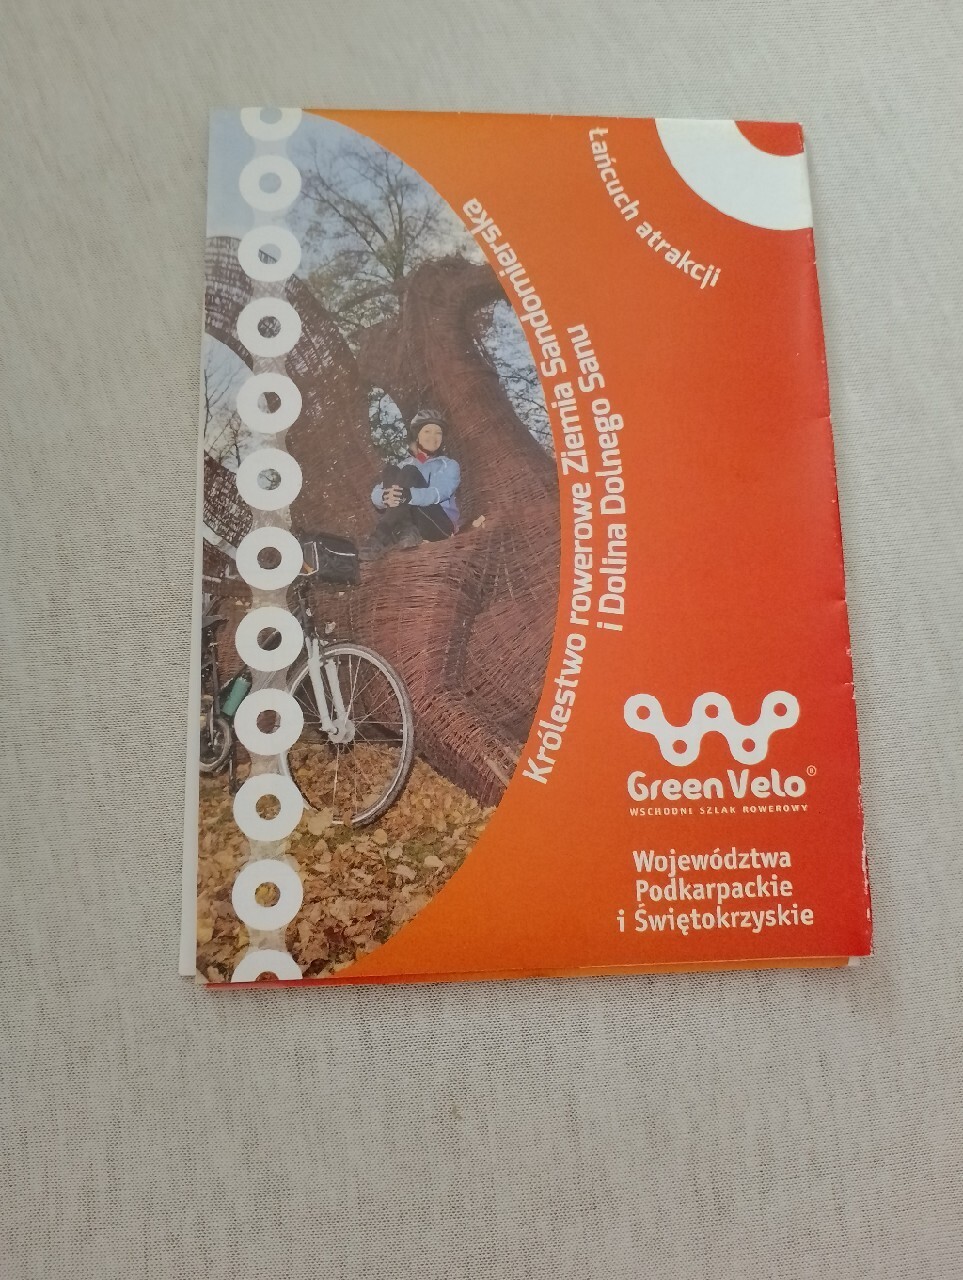 Łańcuch atrakcji
Królestwo rowerowe Ziemia Sandomierska
i Dolina Dolnego Sanu
Green Velo®
WSCHODNI SZLAK ROWEROWY
Województwa
Podkarpackie
i Świętokrzyskie